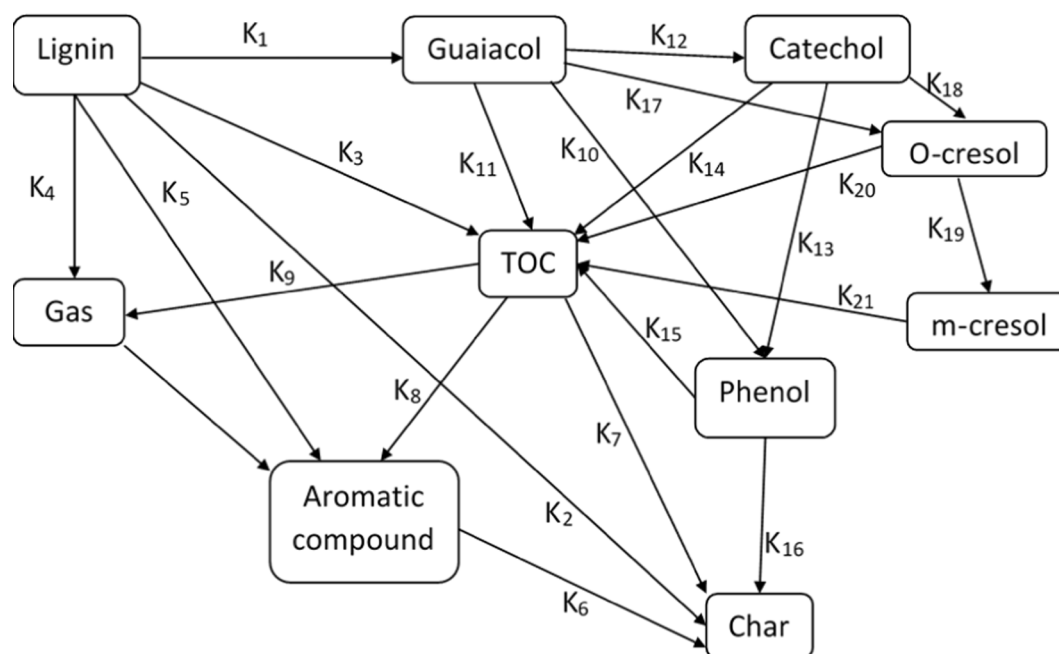 Lignin
K₁
Guaiacol
K₁₂
Catechol
K₁₈
K₁₇
O-cresol
K₃
K₁₁
K₁₀
K₁₄
K₂₀
K₄
K₅
K₁₉
K₁₃
TOC
K₉
K₂₁
Gas
m-cresol
K₁₅
Phenol
K₈
K₇
Aromatic
compound
K₂
K₁₆
K₆
Char